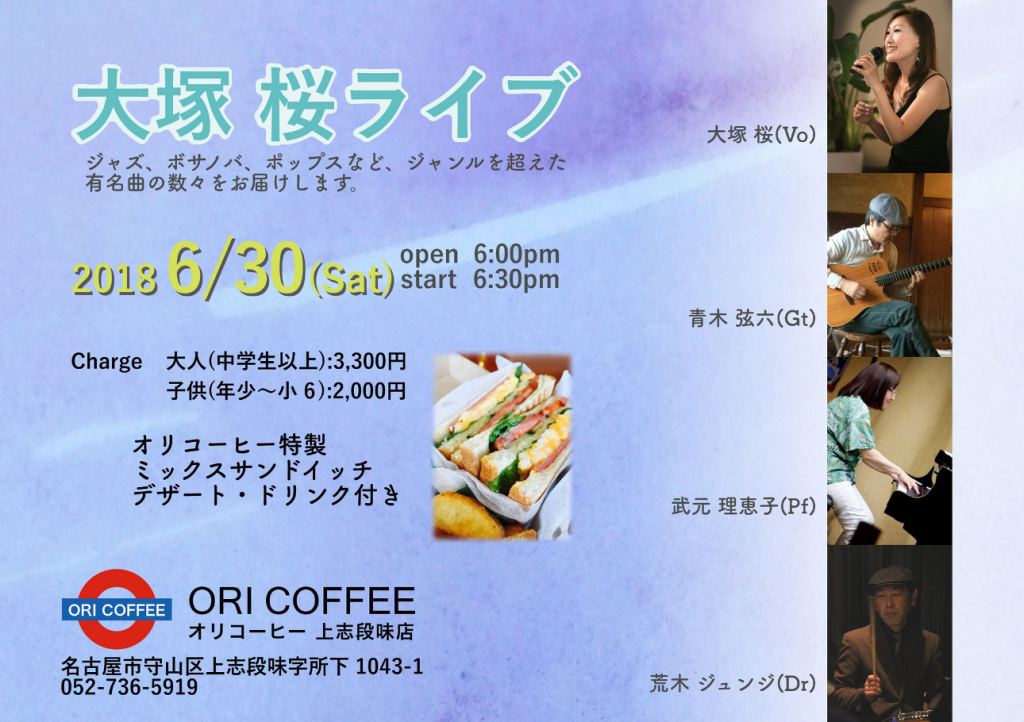 大塚 桜ライブ
ジャズ、ボサノバ、ポップスなど、ジャンルを超えた
有名曲の数々をお届けします。
2018 6/30(Sat)
open 6:00pm
start 6:30pm
Charge 大人(中学生以上):3,300円
子供(年少〜小６):2,000円
オリコーヒー特製
ミックスサンドイッチ
デザート・ドリンク付き
ORI COFFEE
ORI COFFEE
オリコーヒー 上志段味店
名古屋市守山区上志段味字所下 1043-1
052-736-5919
大塚 桜(Vo)
青木 弦六(Gt)
武元 理恵子(Pf)
荒木 ジュンジ(Dr)